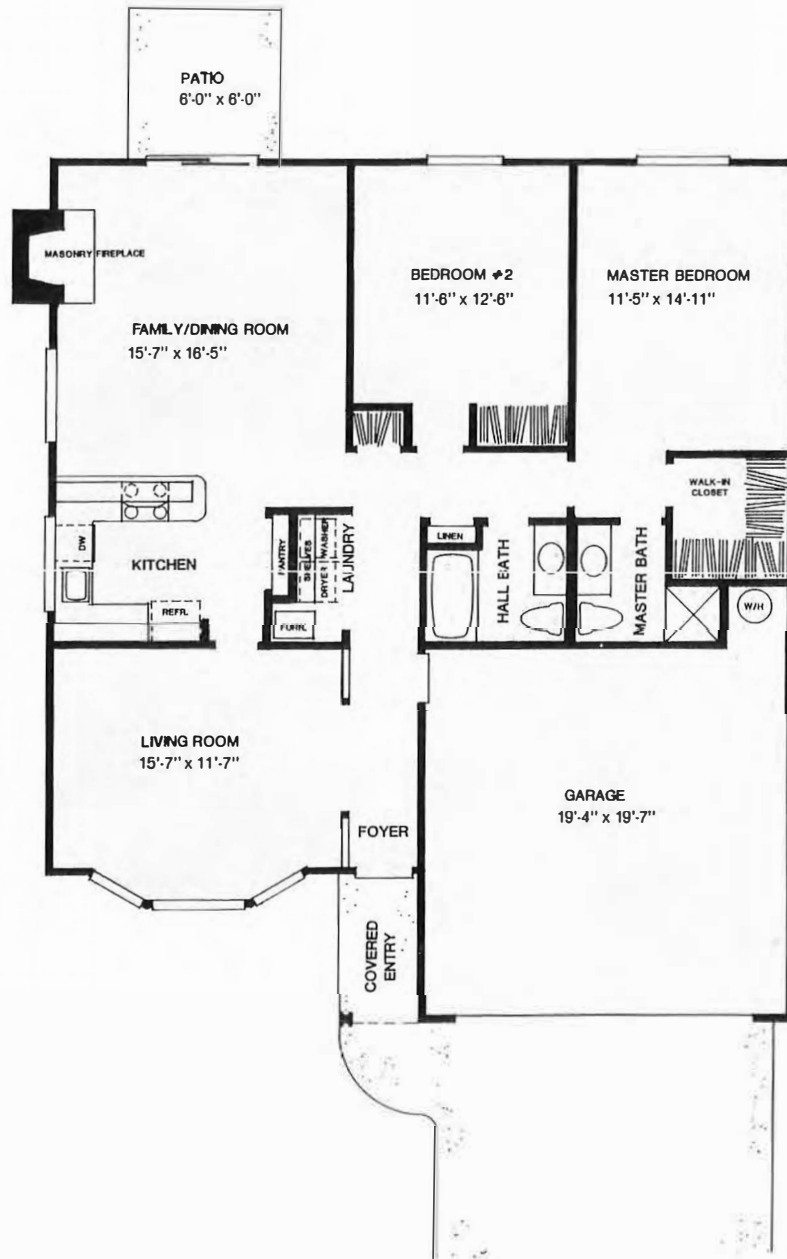 PATIO
6'-0" x 6'-0"
MASONRY FIREPLACE
BEDROOM #2
11'-6" x 12'-6"
MASTER BEDROOM
11'-5" x 14'-11"
FAMILY/DINING ROOM
15'-7" x 16'-5"
WALK-IN
CLOSET
DW
KITCHEN
REFR.
PANTRY
SHELVES
DRYER
WASHER
LAUNDRY
FURN.
LINEN
HALL BATH
MASTER BATH
W/H
LIVING ROOM
15'-7" x 11'-7"
FOYER
GARAGE
19'-4" x 19'-7"
COVERED
ENTRY